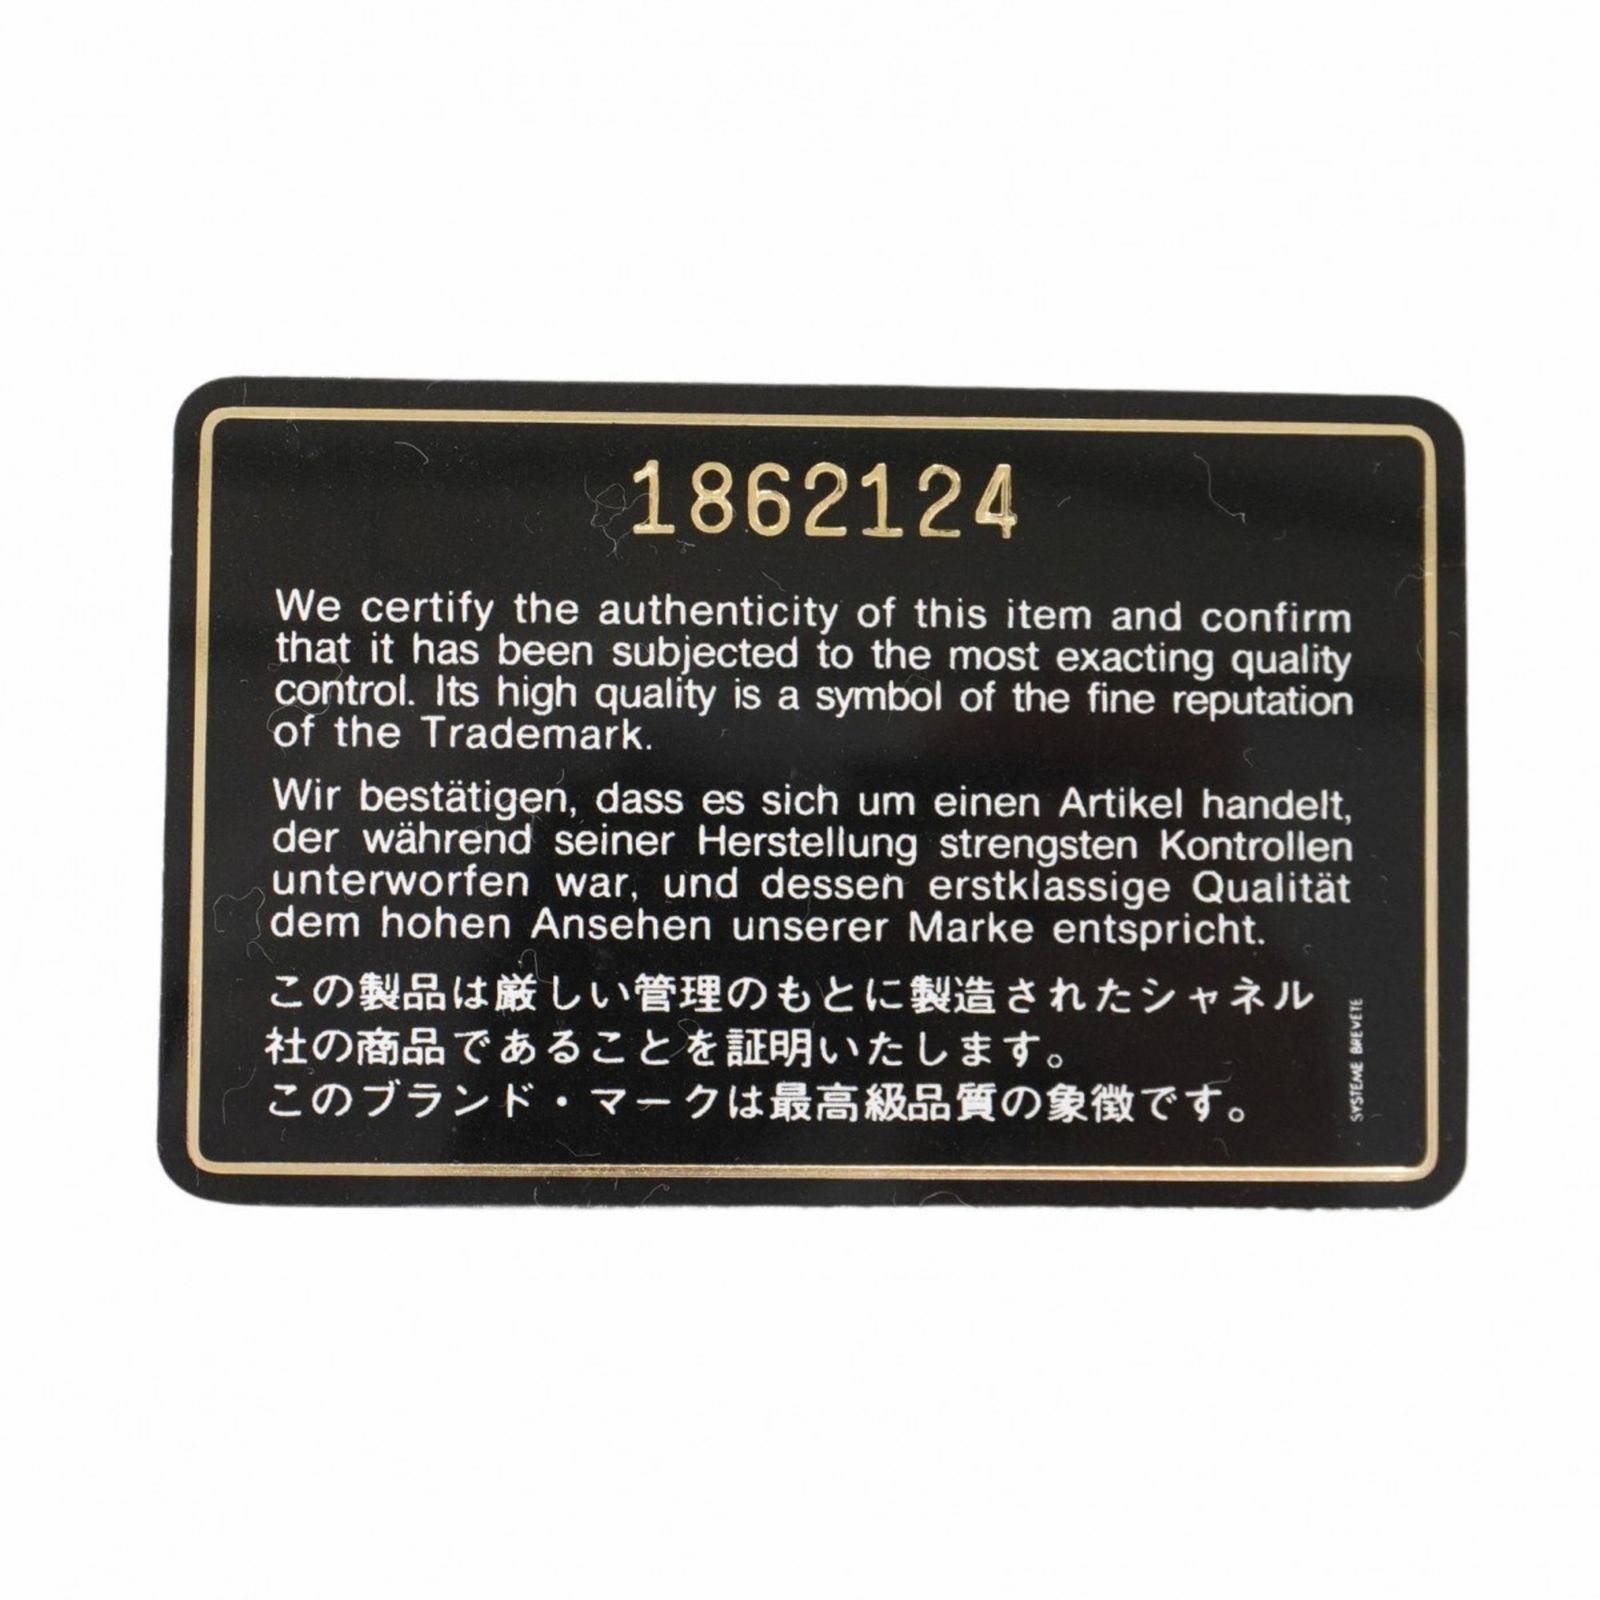 1862124
We certify the authenticity of this item and confirm
that it has been subjected to the most exacting quality
control. Its high quality is a symbol of the fine reputation
of the Trademark.
Wir bestätigen, dass es sich um einen Artikel handelt,
der während seiner Herstellung strengsten Kontrollen
unterworfen war, und dessen erstklassige Qualität
dem hohen Ansehen unserer Marke entspricht.
この製品は厳しい管理のもとに製造されたシャネル
社の商品であることを証明いたします。
このブランド・マークは最高級品質の象徴です。
SYSTEME BREVETE